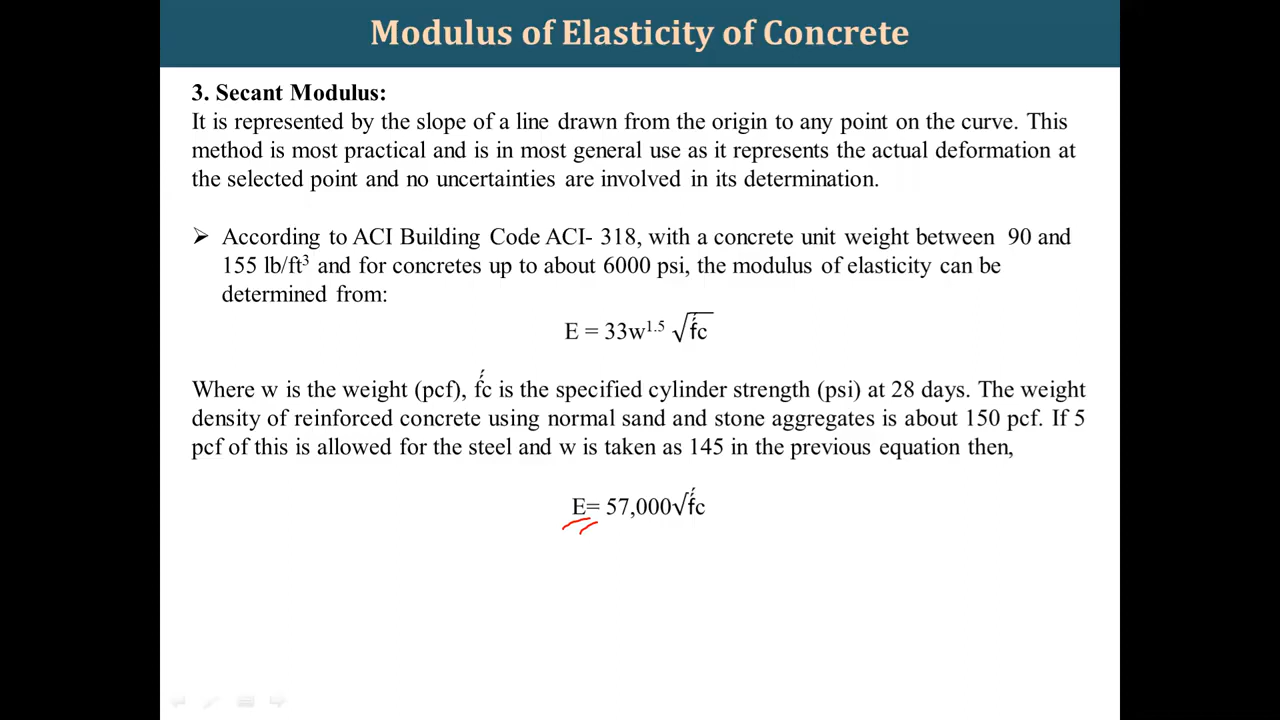 Modulus of Elasticity of Concrete
3. Secant Modulus:
It is represented by the slope of a line drawn from the origin to any point on the curve. This
method is most practical and is in most general use as it represents the actual deformation at
the selected point and no uncertainties are involved in its determination.
➢ According to ACI Building Code ACI- 318, with a concrete unit weight between 90 and
155 lb/ft³ and for concretes up to about 6000 psi, the modulus of elasticity can be
determined from:
E = 33w¹·⁵ √f́c
Where w is the weight (pcf), f́c is the specified cylinder strength (psi) at 28 days. The weight
density of reinforced concrete using normal sand and stone aggregates is about 150 pcf. If 5
pcf of this is allowed for the steel and w is taken as 145 in the previous equation then,
E= 57,000√f́c